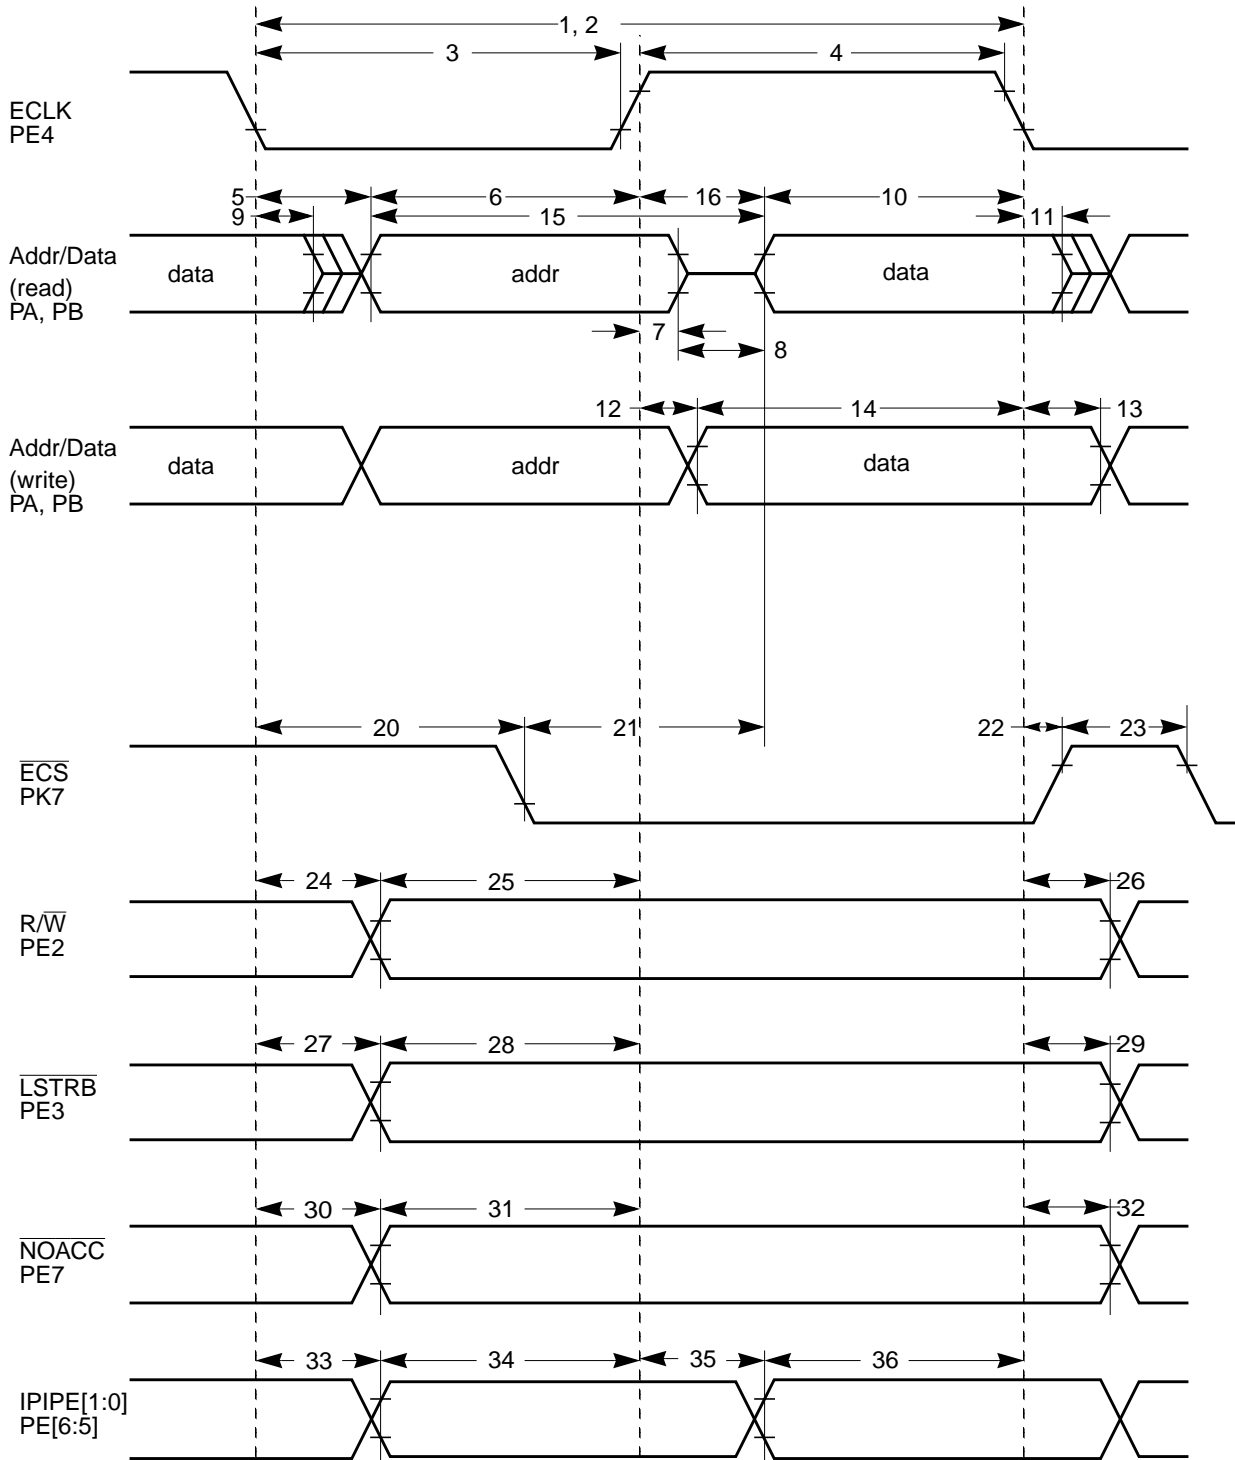 1, 2
3
4
ECLK
PE4
5
6
16
10
9
15
11
Addr/Data
(read)
PA, PB
data
addr
data
7
8
12
14
13
Addr/Data
(write)
PA, PB
data
addr
data
20
21
22
23
ECS
PK7
24
25
26
R/W
PE2
27
28
29
LSTRB
PE3
30
31
32
NOACC
PE7
33
34
35
36
IPIPE[1:0]
PE[6:5]